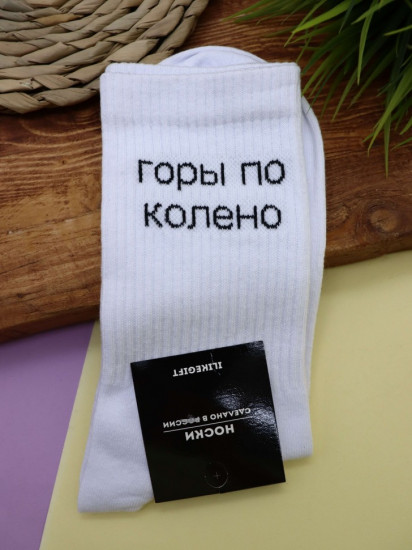 горы по
колено
НОСКИ
СДЕЛАНО В РОССИИ
ILIKEGIFT